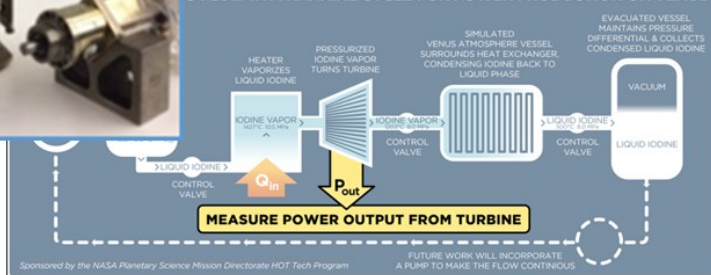 HEATER
VAPORIZES
LIQUID IODINE
PRESSURIZED
IODINE VAPOR
TURNS TURBINE
SIMULATED
VENUS ATMOSPHERE VESSEL
SURROUNDS HEAT EXCHANGER,
CONDENSING IODINE BACK TO
LIQUID PHASE
EVACUATED VESSEL
MAINTAINS PRESSURE
DIFFERENTIAL & COLLECTS
CONDENSED LIQUID IODINE
VACUUM
IODINE VAPOR
IODINE VAPOR
CONTROL
VALVE
LIQUID IODINE
CONTROL
VALVE
LIQUID IODINE
LIQUID IODINE
CONTROL
VALVE
Qin
Pout
MEASURE POWER OUTPUT FROM TURBINE
FUTURE WORK WILL INCORPORATE
A PUMP TO MAKE THE FLOW CONTINOUS
Sponsored by the NASA Planetary Science Mission Directorate HOT Tech Program